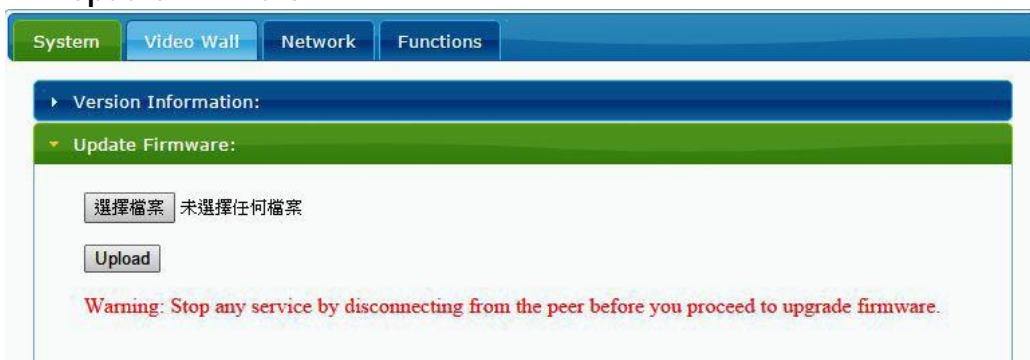 System Video Wall Network Functions
Version Information:
Update Firmware:
選擇檔案 未選擇任何檔案
Upload
Warning: Stop any service by disconnecting from the peer before you proceed to upgrade firmware.